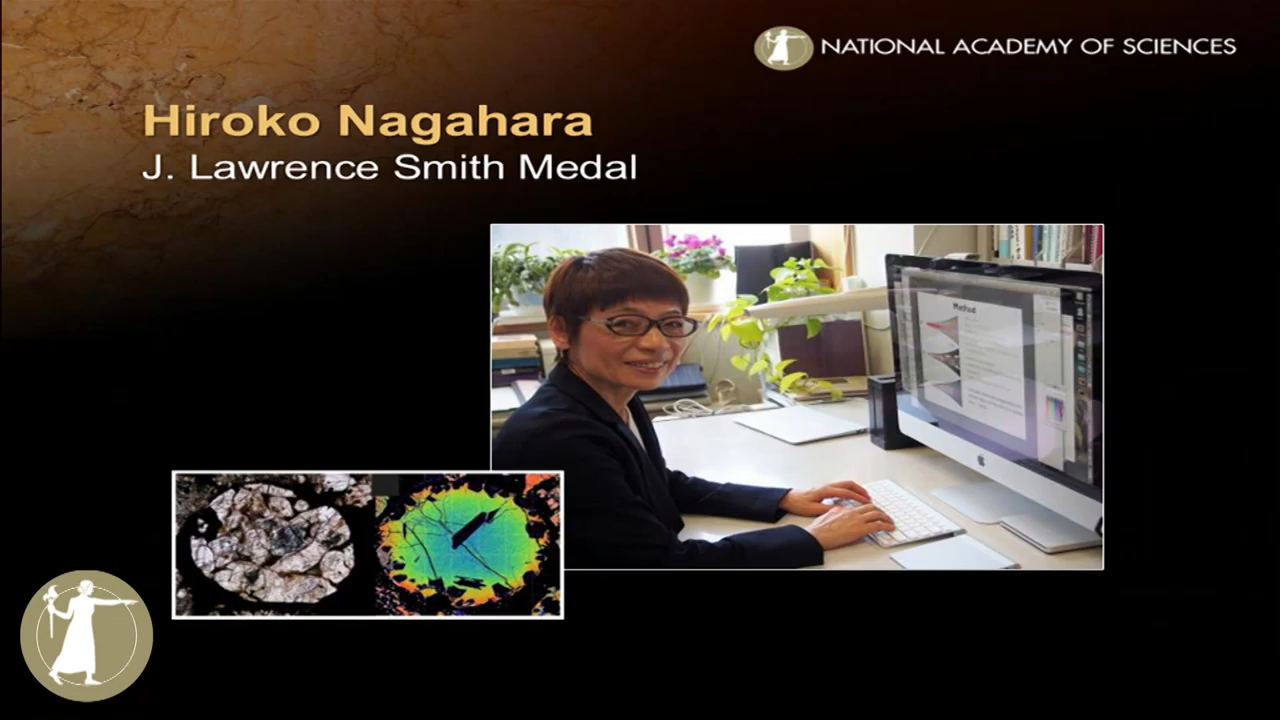 NATIONAL ACADEMY OF SCIENCES
Hiroko Nagahara
J. Lawrence Smith Medal
Method